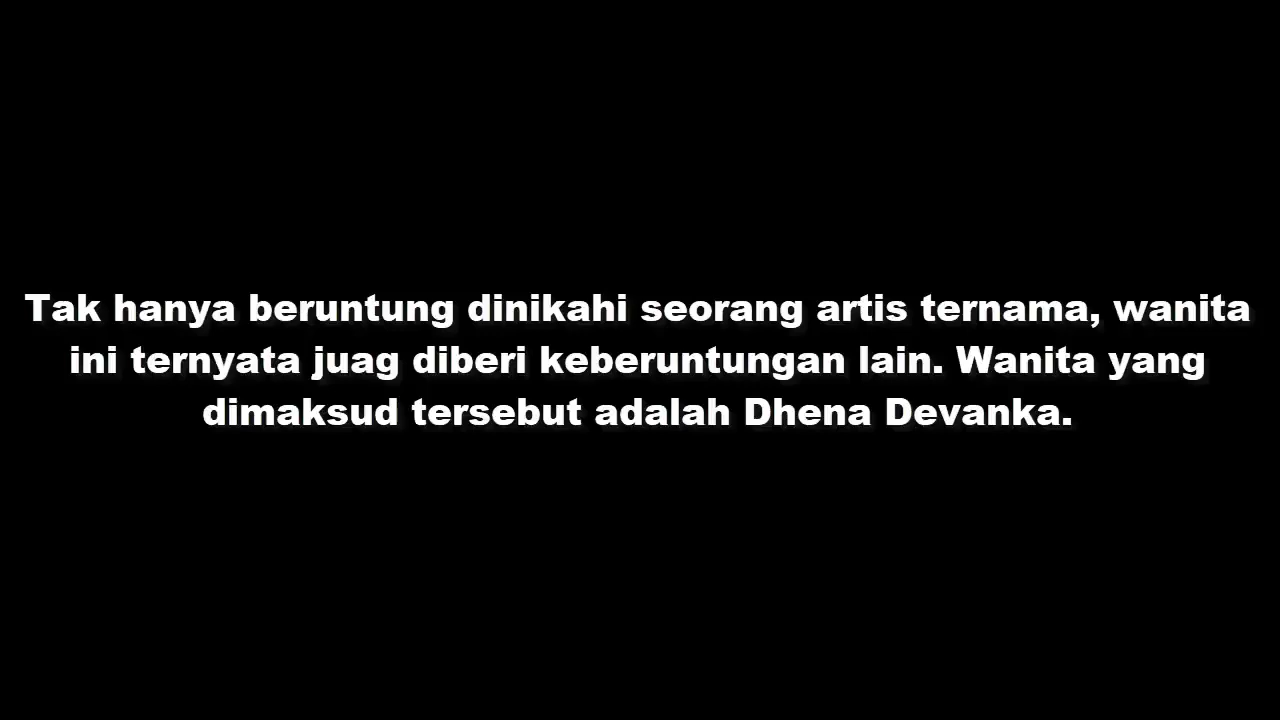 Tak hanya beruntung dinikahi seorang artis ternama, wanita
ini ternyata juag diberi keberuntungan lain. Wanita yang
dimaksud tersebut adalah Dhena Devanka.